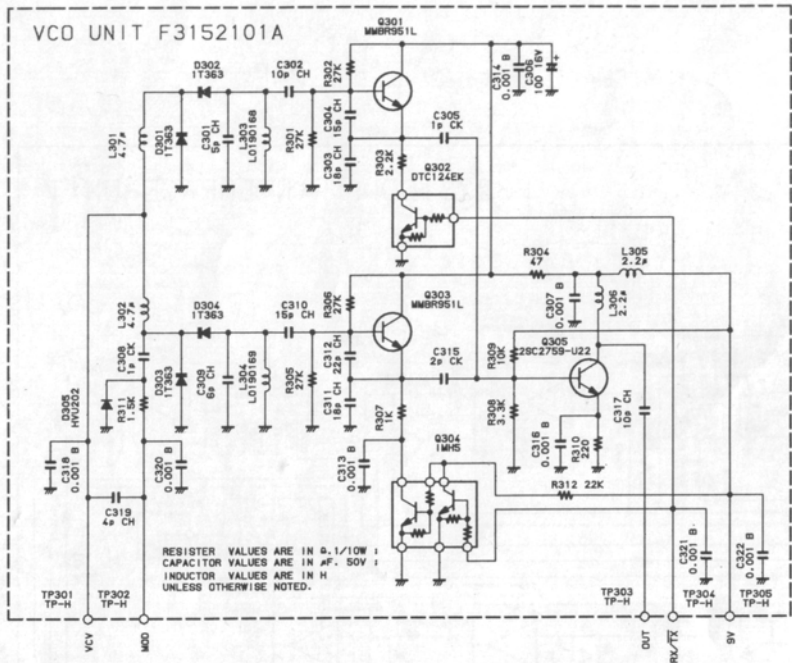 VCO UNIT F3152101A
Q301
MMBR951L
D302
1T363
C302
10p CH
R302
27K
C314
0.001 B
C306
100 16V
L301
4.7μ
D301
1T363
C301
5p CH
L303
LO190168
R301
27K
C304
15p CH
C303
18p CH
C305
1p CK
R303
2.2K
Q302
DTC124EK
R304
47
L305
2.2μ
L302
4.7μ
D304
1T363
C310
15p CH
R306
27K
Q303
MMBR951L
C307
0.001 B
L306
2.2μ
C308
1p CK
D303
1T363
C309
6p CH
L304
LO190169
R305
27K
C312
22p CH
C311
18p CH
C315
2p CK
R309
10K
Q305
2SC2759-U22
D305
HVU202
R311
1.5K
R307
1K
R308
3.3K
C317
10p CH
C318
0.001 B
C320
0.001 B
C313
0.001 B
Q304
IMH5
C316
0.001 B
R310
220
R312 22K
C319
4p CH
C321
0.001 B
C322
0.001 B
RESISTER VALUES ARE IN Ω.1/10W ;
CAPACITOR VALUES ARE IN μF. 50V ;
INDUCTOR VALUES ARE IN H
UNLESS OTHERWISE NOTED.
TP301
TP-H
TP302
TP-H
TP303
TP-H
TP304
TP-H
TP305
TP-H
VCV
MOD
OUT
RX/TX
9V